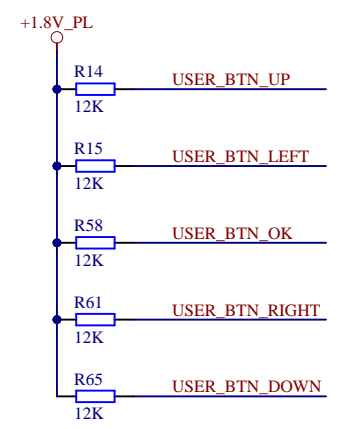 +1.8V_PL
R14
USER_BTN_UP
12K
R15
USER_BTN_LEFT
12K
R58
USER_BTN_OK
12K
R61
USER_BTN_RIGHT
12K
R65
USER_BTN_DOWN
12K